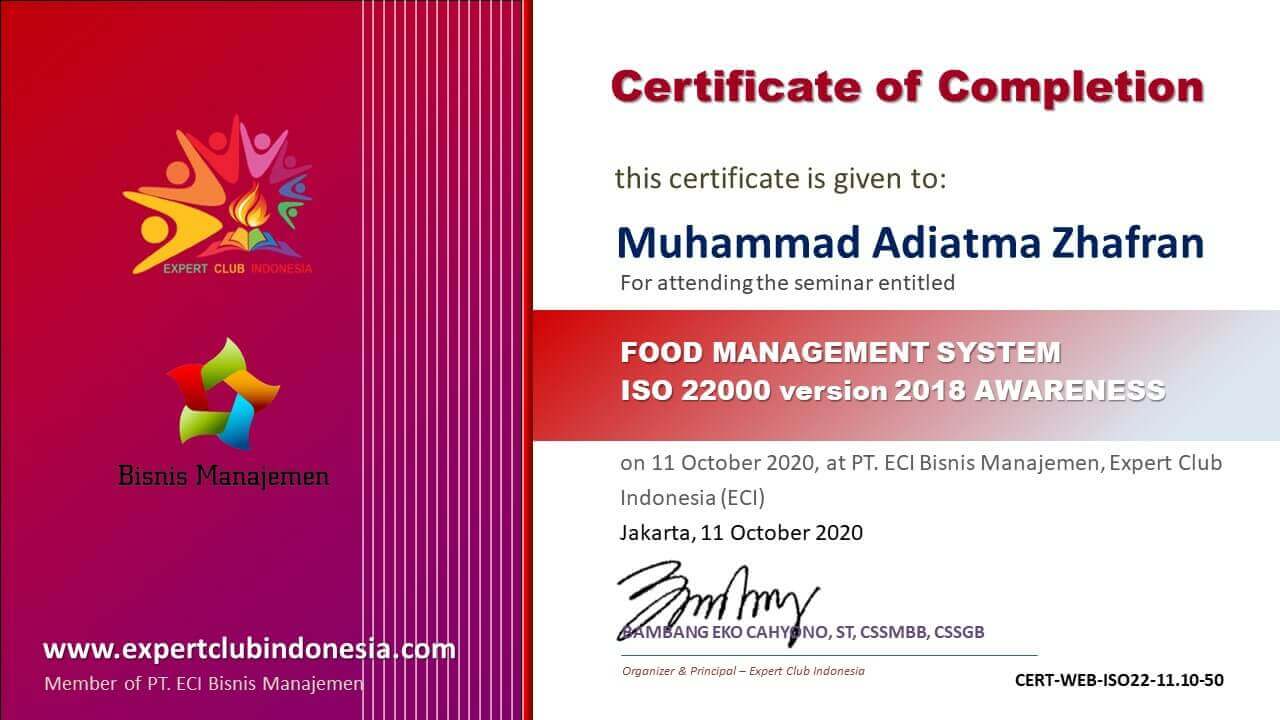 EXPERT CLUB INDONESIA
Bisnis Manajemen
www.expertclubindonesia.com
Member of PT. ECI Bisnis Manajemen
Certificate of Completion
this certificate is given to:
Muhammad Adiatma Zhafran
For attending the seminar entitled
FOOD MANAGEMENT SYSTEM
ISO 22000 version 2018 AWARENESS
on 11 October 2020, at PT. ECI Bisnis Manajemen, Expert Club
Indonesia (ECI)
Jakarta, 11 October 2020
BAMBANG EKO CAHYONO, ST, CSSMBB, CSSGB
Organizer & Principal – Expert Club Indonesia
CERT-WEB-ISO22-11.10-50